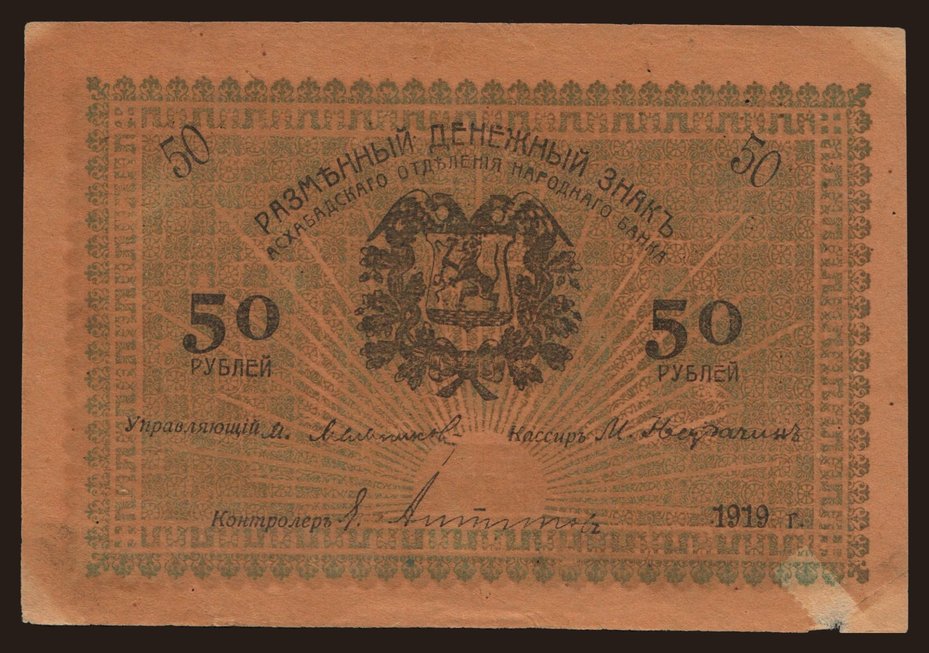 50 50
РАЗМѢННЫЙ ДЕНЕЖНЫЙ ЗНАКЪ
АСХАБАДСКАГО ОТДѢЛЕНІЯ НАРОДНАГО БАНКА
50 50
РУБЛЕЙ РУБЛЕЙ
Управляющій М. Кассиръ М.
Контролеръ
1919 г.